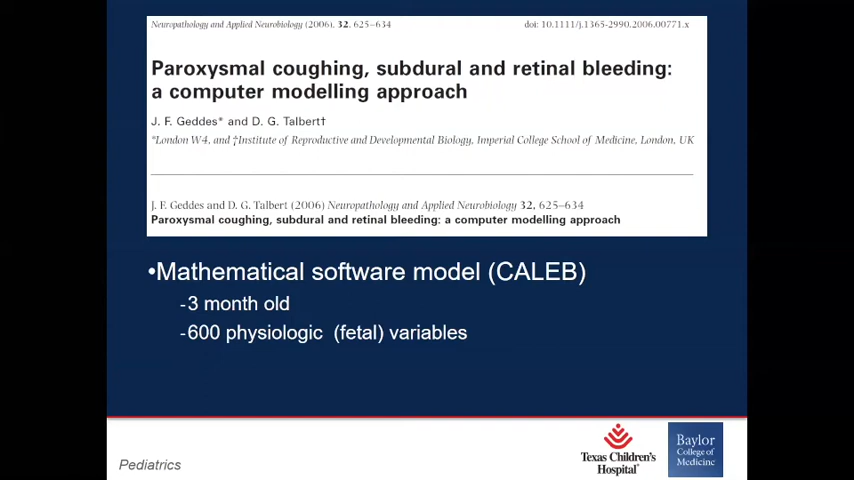 Neuropathology and Applied Neurobiology (2006), 32, 625–634
doi: 10.1111/j.1365-2990.2006.00771.x
Paroxysmal coughing, subdural and retinal bleeding:
a computer modelling approach
J. F. Geddes* and D. G. Talbert†
*London W4, and †Institute of Reproductive and Developmental Biology, Imperial College School of Medicine, London, UK
J. F. Geddes and D. G. Talbert (2006) Neuropathology and Applied Neurobiology 32, 625–634
Paroxysmal coughing, subdural and retinal bleeding: a computer modelling approach
•Mathematical software model (CALEB)
-3 month old
-600 physiologic (fetal) variables
Pediatrics
Texas Children's
Hospital®
Baylor
College of
Medicine